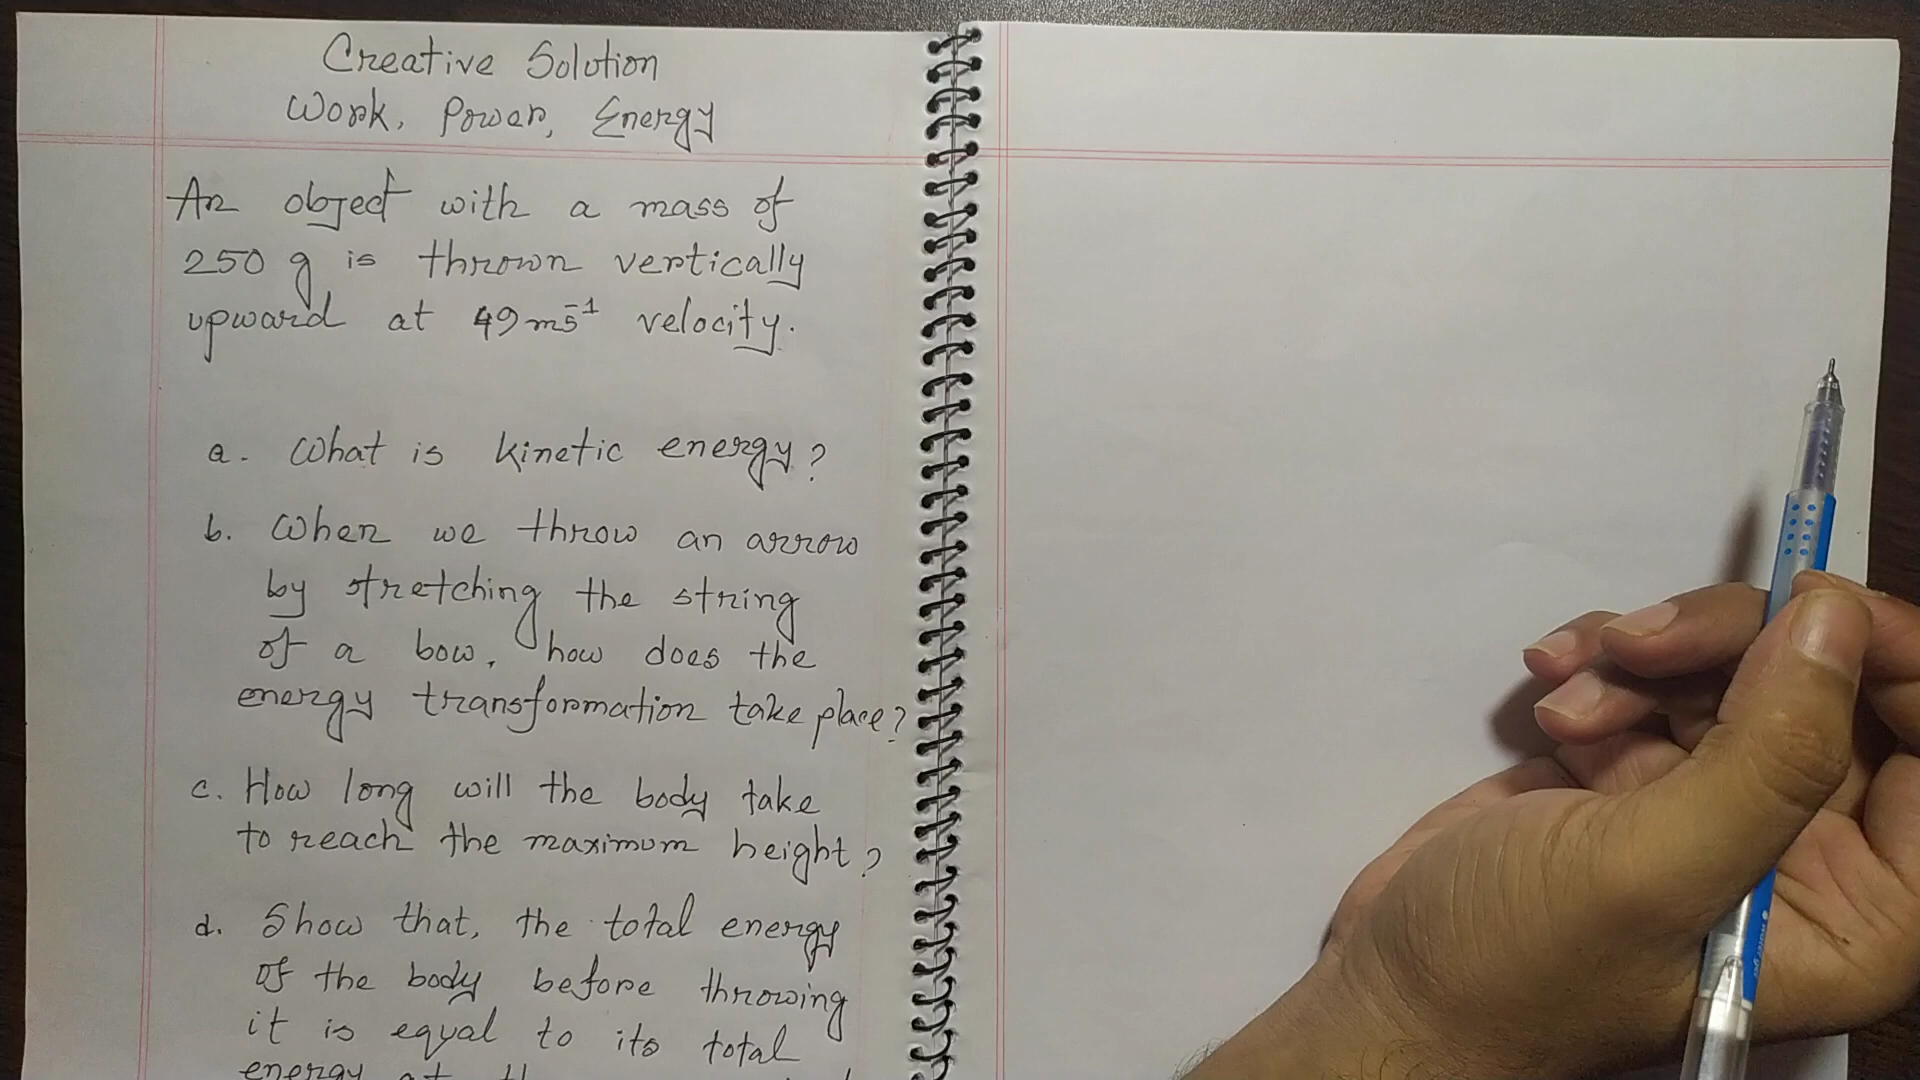 Creative Solution
Work, Power, Energy
An object with a mass of
250 g is thrown vertically
upward at 49 ms⁻¹ velocity.
a. What is kinetic energy?
b. When we throw an arrow
by stretching the string
of a bow, how does the
energy transformation take place?
c. How long will the body take
to reach the maximum height?
d. Show that, the total energy
of the body before throwing
it is equal to its total
energy at